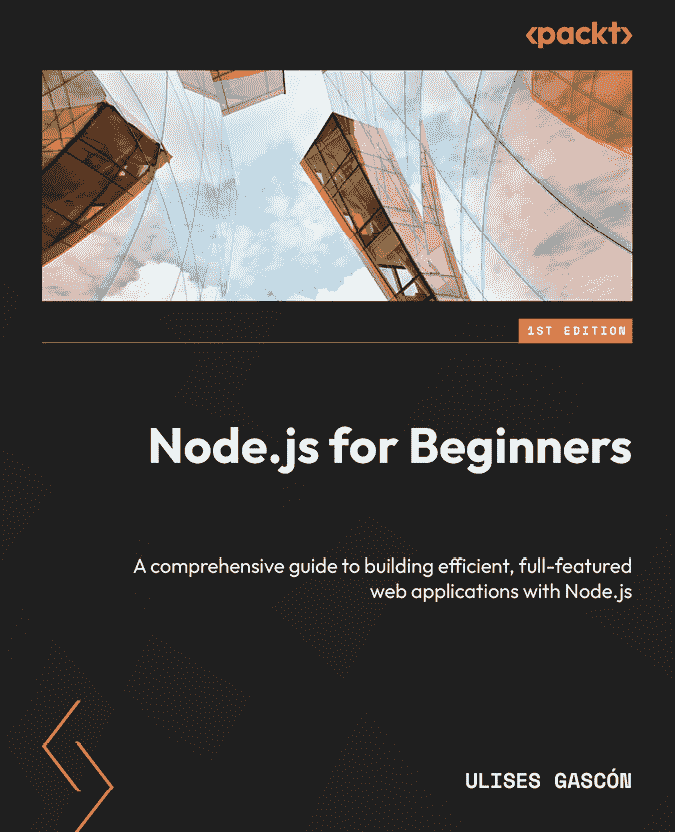 <packt>
1ST EDITION
Node.js for Beginners
A comprehensive guide to building efficient, full-featured
web applications with Node.js
ULISES GASCÓN